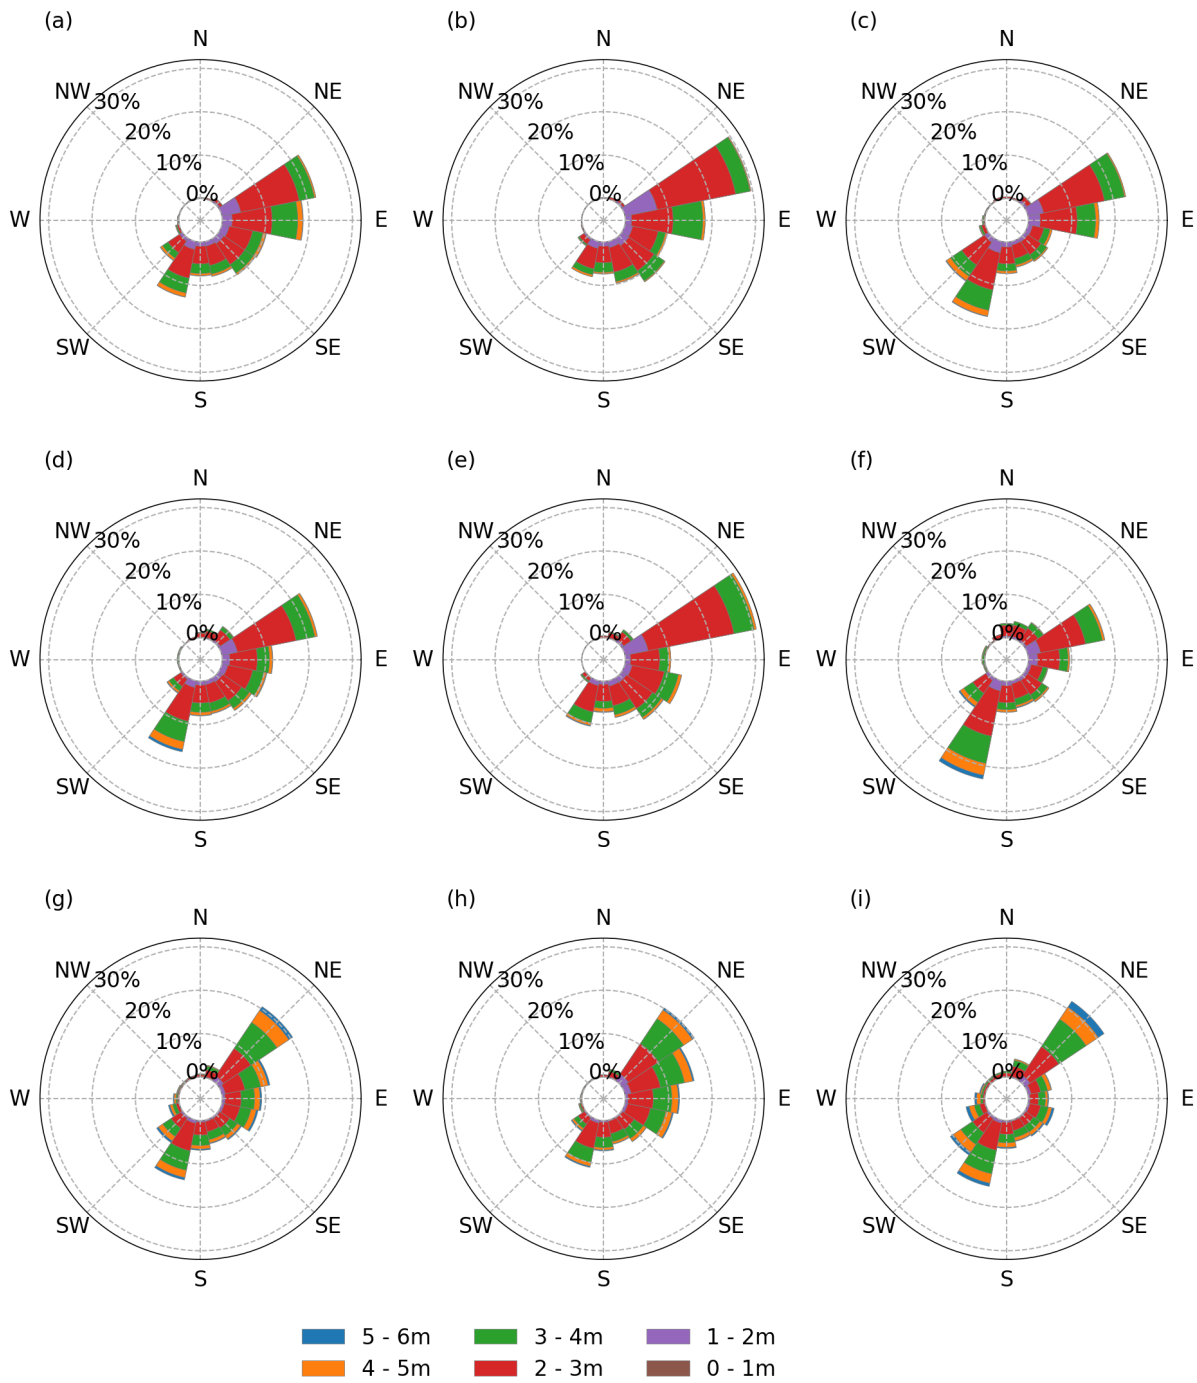 (a) (b) (c)
N N N
NW NE NW NE NW NE
30% 30% 30%
20% 20% 20%
10% 10% 10%
0% 0% 0%
W E W E W E
SW SE SW SE SW SE
S S S
(d) (e) (f)
N N N
NW NE NW NE NW NE
30% 30% 30%
20% 20% 20%
10% 10% 10%
0% 0% 0%
W E W E W E
SW SE SW SE SW SE
S S S
(g) (h) (i)
N N N
NW NE NW NE NW NE
30% 30% 30%
20% 20% 20%
10% 10% 10%
0% 0% 0%
W E W E W E
SW SE SW SE SW SE
S S S
5 - 6m 3 - 4m 1 - 2m
4 - 5m 2 - 3m 0 - 1m